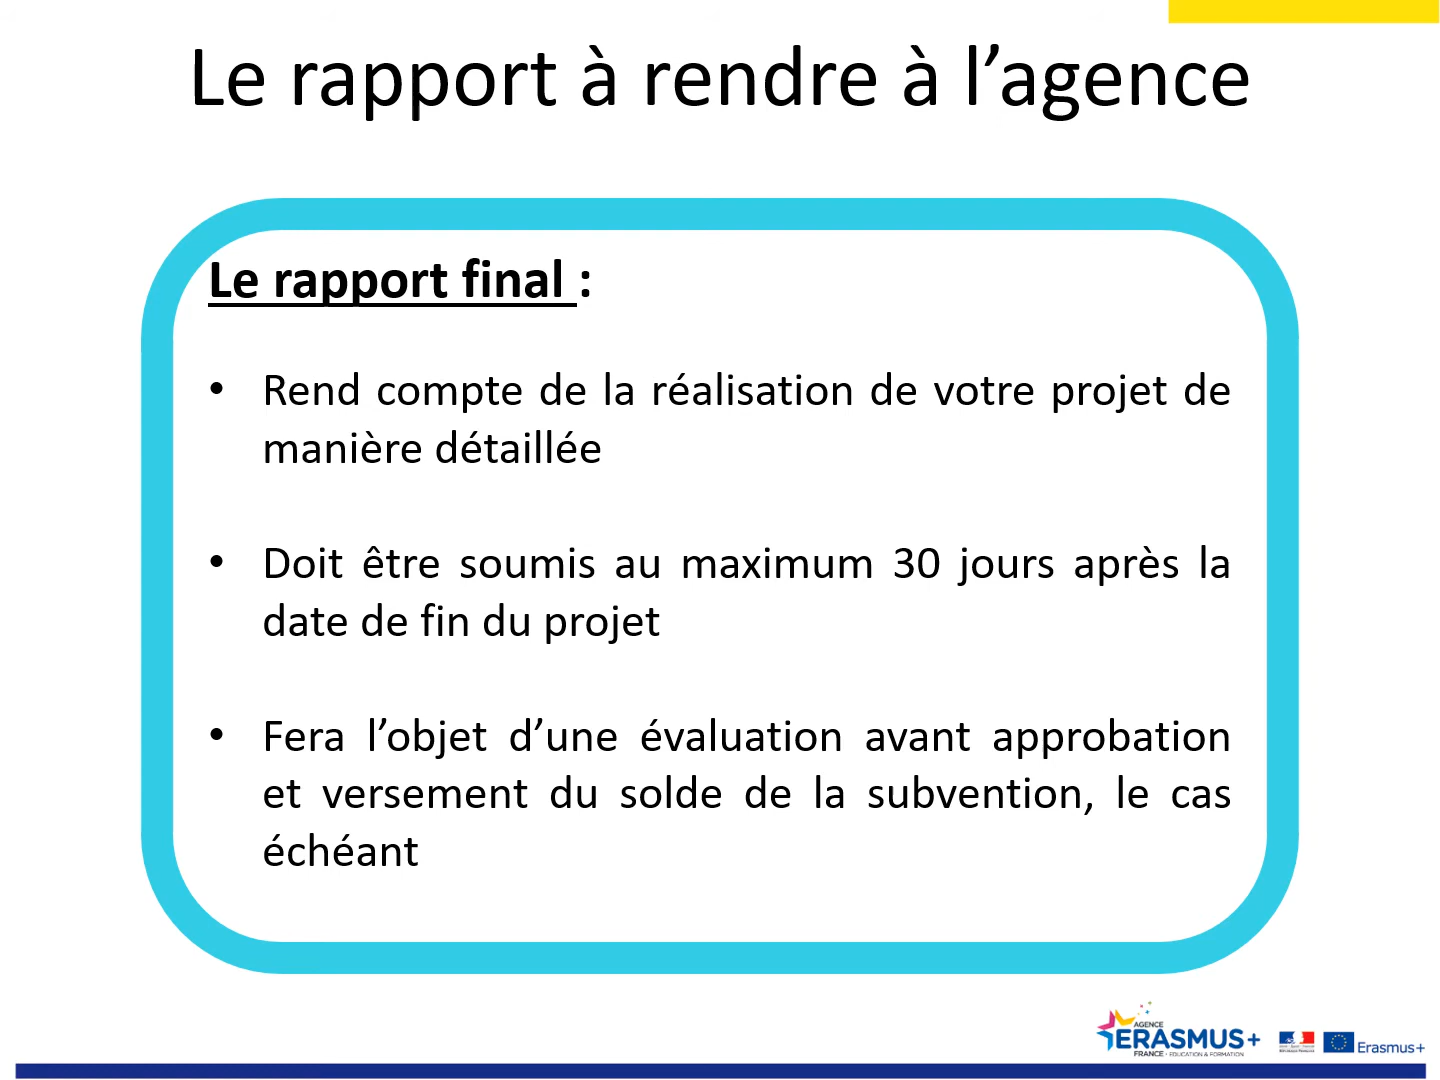 Le rapport à rendre à l’agence
Le rapport final :
• Rend compte de la réalisation de votre projet de
manière détaillée
• Doit être soumis au maximum 30 jours après la
date de fin du projet
• Fera l’objet d’une évaluation avant approbation
et versement du solde de la subvention, le cas
échéant
AGENCE
ERASMUS+
FRANCE • EDUCATION & FORMATION
Erasmus+